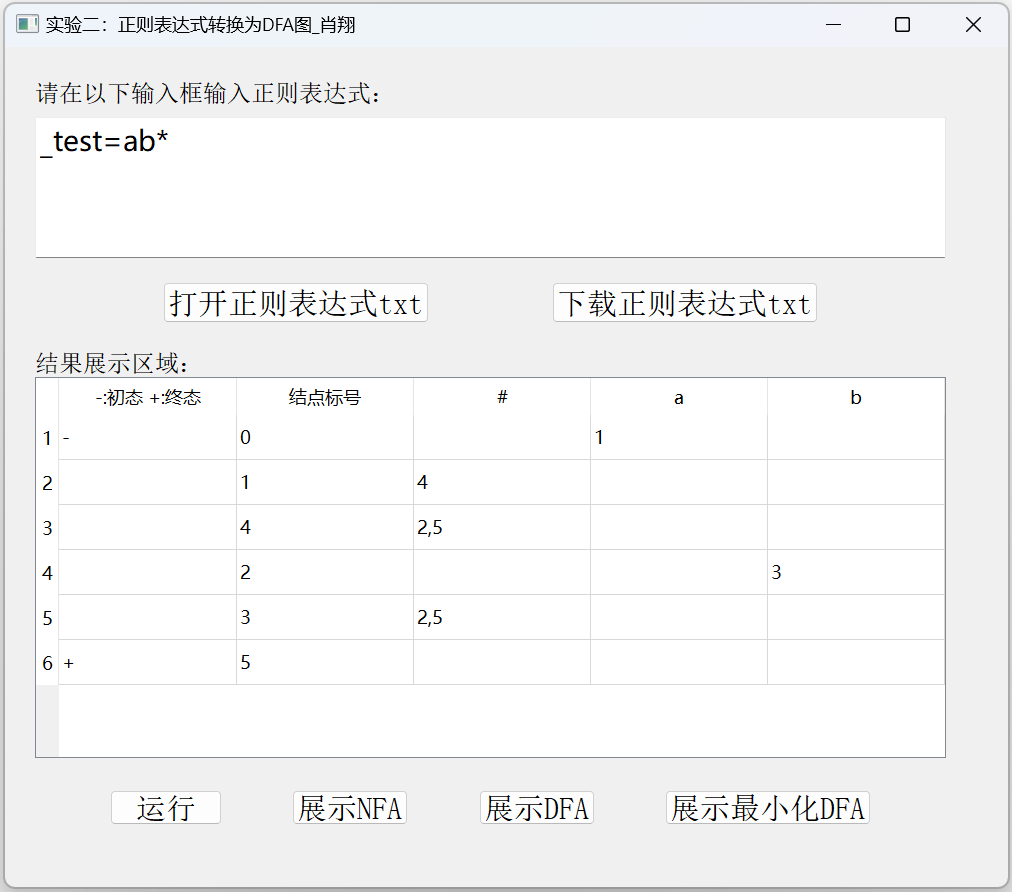 实验二：正则表达式转换为DFA图_肖翔
请在以下输入框输入正则表达式：
_test=ab*
打开正则表达式txt 下载正则表达式txt
结果展示区域：
-:初态 +:终态 结点标号 # a b
1 - 0 1
2 1 4
3 4 2,5
4 2 3
5 3 2,5
6 + 5
运行 展示NFA 展示DFA 展示最小化DFA